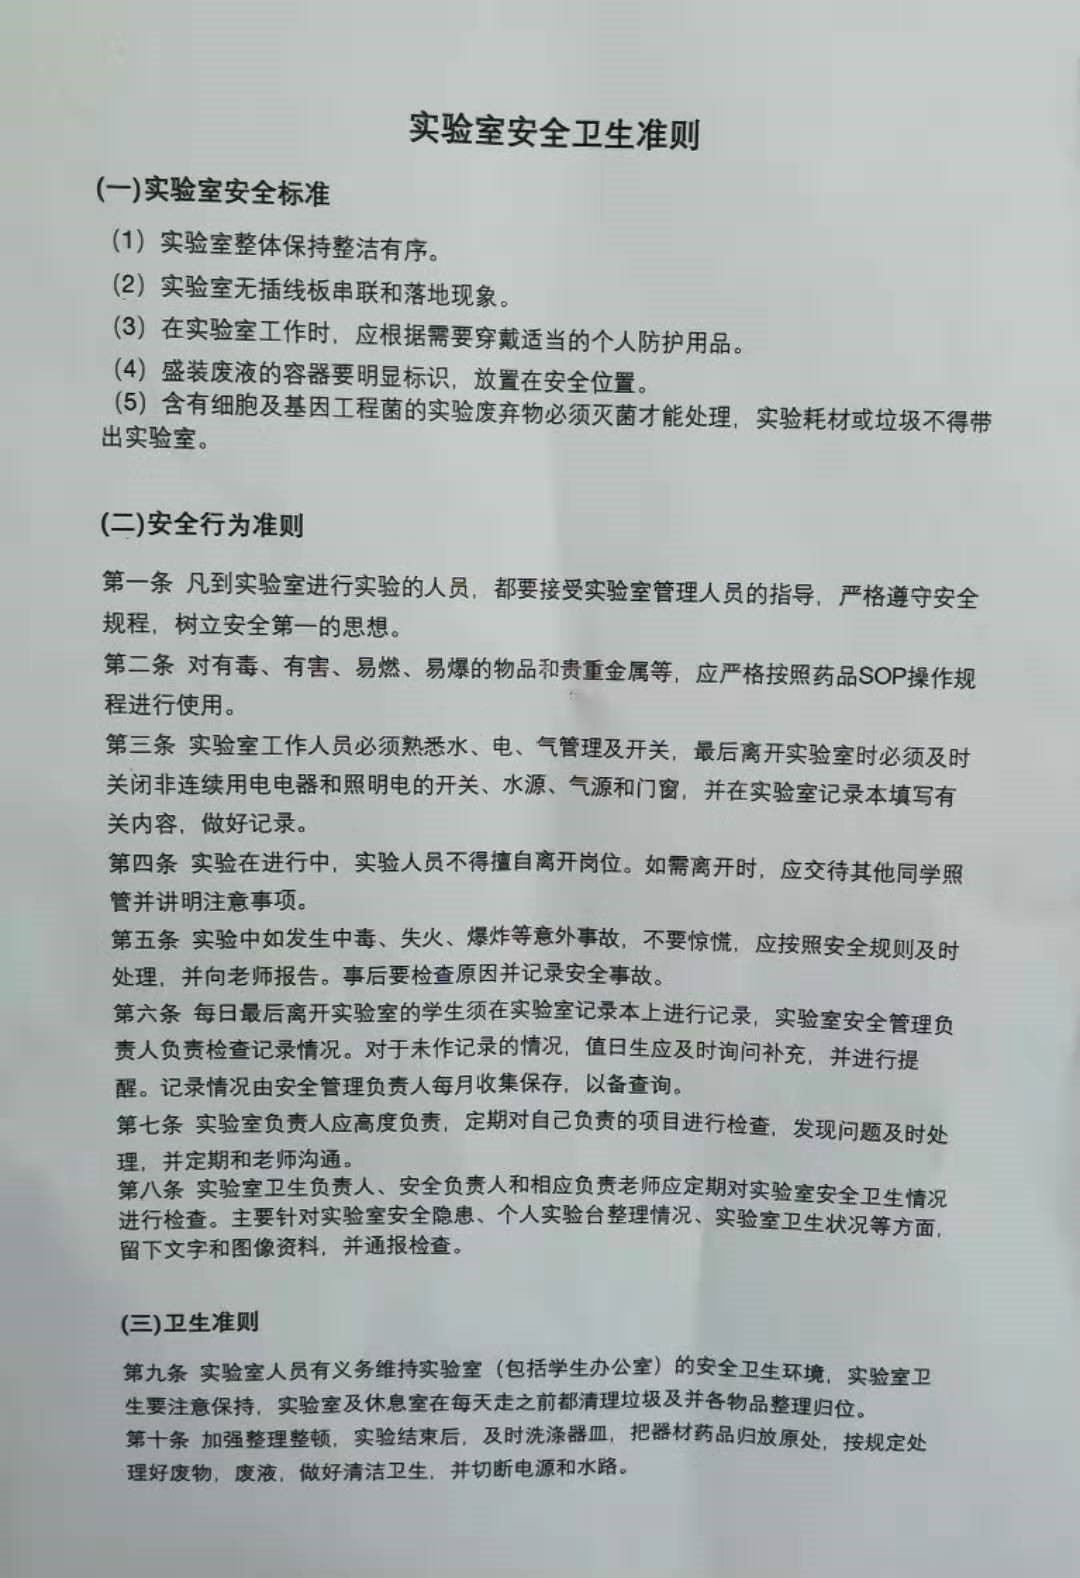 实验室安全卫生准则
(一)实验室安全标准
（1）实验室整体保持整洁有序。
（2）实验室无插线板串联和落地现象。
（3）在实验室工作时，应根据需要穿戴适当的个人防护用品。
（4）盛装废液的容器要明显标识，放置在安全位置。
（5）含有细胞及基因工程菌的实验废弃物必须灭菌才能处理，实验耗材或垃圾不得带
出实验室。
(二)安全行为准则
第一条 凡到实验室进行实验的人员，都要接受实验室管理人员的指导，严格遵守安全
规程，树立安全第一的思想。
第二条 对有毒、有害、易燃、易爆的物品和贵重金属等，应严格按照药品SOP操作规
程进行使用。
第三条 实验室工作人员必须熟悉水、电、气管理及开关，最后离开实验室时必须及时
关闭非连续用电电器和照明电的开关、水源、气源和门窗，并在实验室记录本填写有
关内容，做好记录。
第四条 实验在进行中，实验人员不得擅自离开岗位。如需离开时，应交待其他同学照
管并讲明注意事项。
第五条 实验中如发生中毒、失火、爆炸等意外事故，不要惊慌，应按照安全规则及时
处理，并向老师报告。事后要检查原因并记录安全事故。
第六条 每日最后离开实验室的学生须在实验室记录本上进行记录，实验室安全管理负
责人负责检查记录情况。对于未作记录的情况，值日生应及时询问补充，并进行提
醒。记录情况由安全管理负责人每月收集保存，以备查询。
第七条 实验室负责人应高度负责，定期对自己负责的项目进行检查，发现问题及时处
理，并定期和老师沟通。
第八条 实验室卫生负责人、安全负责人和相应负责老师应定期对实验室安全卫生情况
进行检查。主要针对实验室安全隐患、个人实验台整理情况、实验室卫生状况等方面，
留下文字和图像资料，并通报检查。
(三)卫生准则
第九条 实验室人员有义务维持实验室（包括学生办公室）的安全卫生环境，实验室卫
生要注意保持，实验室及休息室在每天走之前都清理垃圾及并各物品整理归位。
第十条 加强整理整顿，实验结束后，及时洗涤器皿，把器材药品归放原处，按规定处
理好废物，废液，做好清洁卫生，并切断电源和水路。